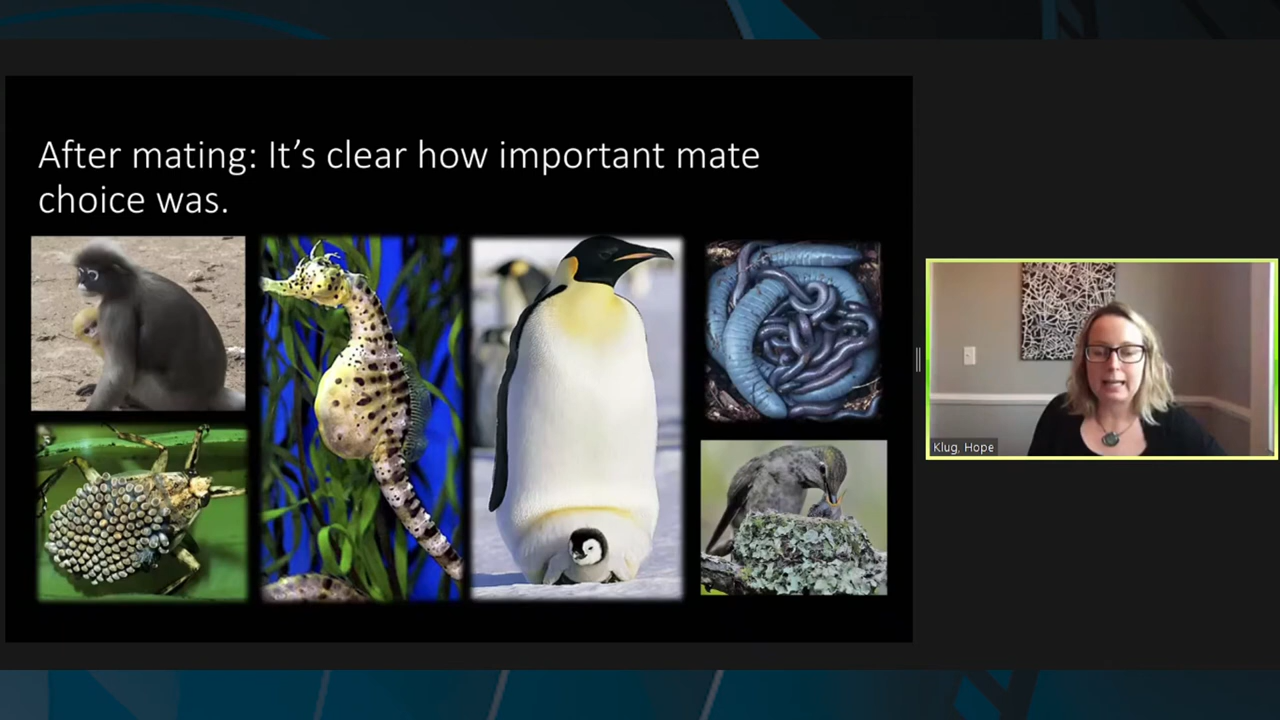 After mating: It’s clear how important mate
choice was.
Klug, Hope